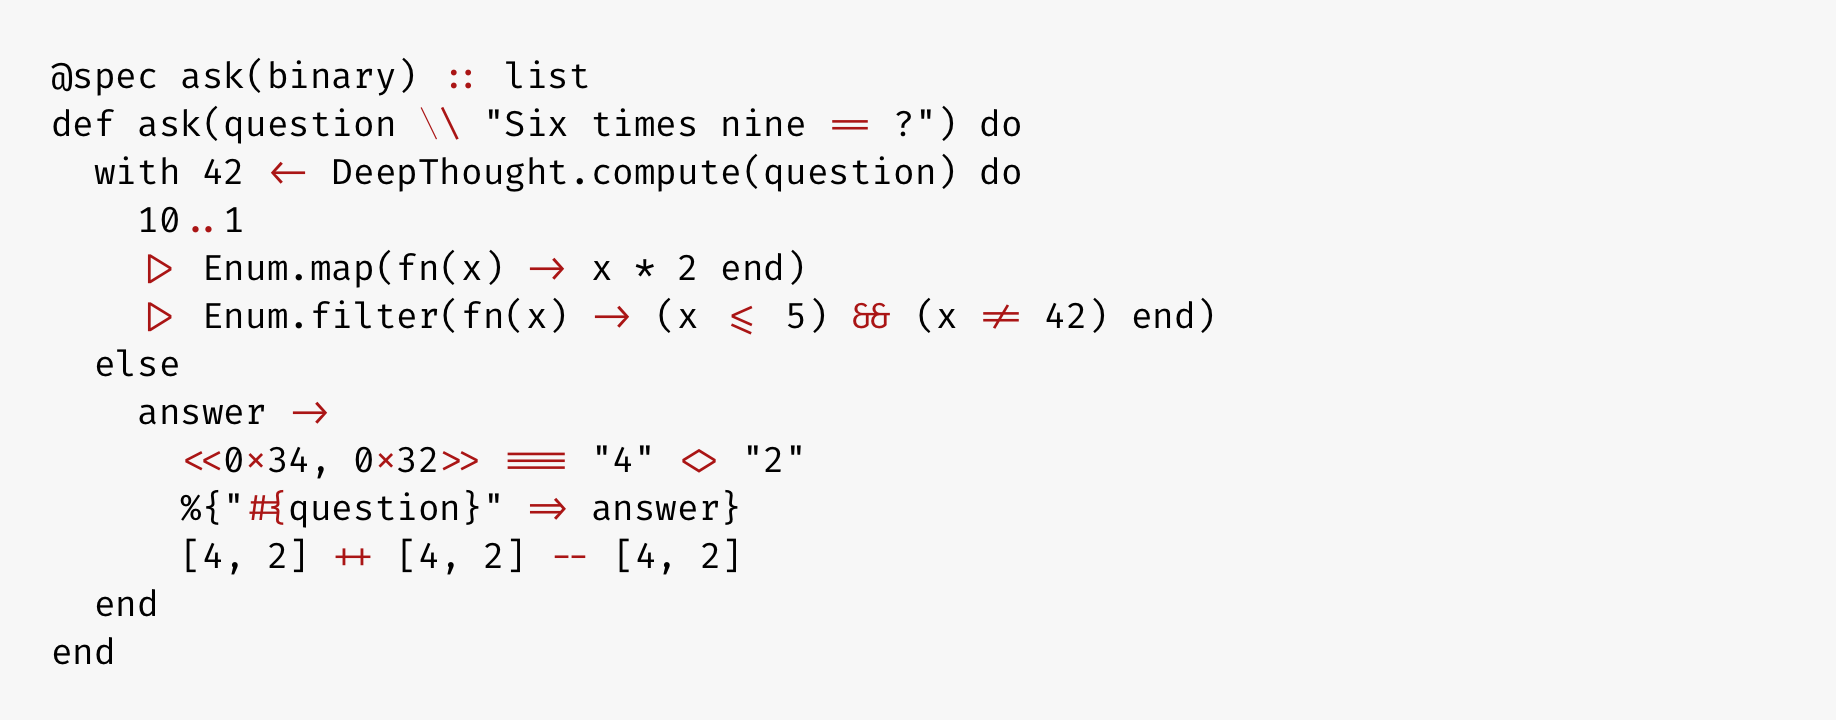 @spec ask(binary) :: list
def ask(question \\ "Six times nine == ?") do
  with 42 <- DeepThought.compute(question) do
    10..1
    |> Enum.map(fn(x) -> x * 2 end)
    |> Enum.filter(fn(x) -> (x <= 5) && (x != 42) end)
  else
    answer ->
      <<0x34, 0x32>> === "4" <> "2"
      %{"#{question}" => answer}
      [4, 2] ++ [4, 2] -- [4, 2]
  end
end